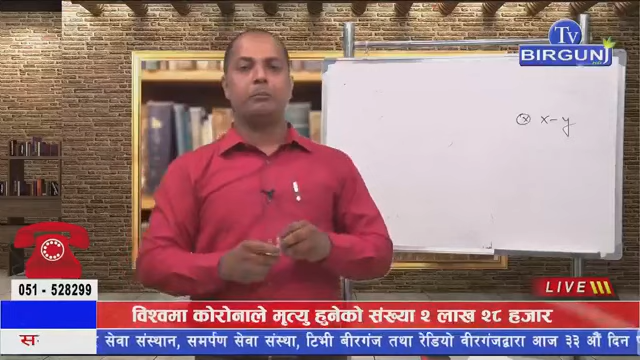 Tv
BIRGUNJ
ⓧ x-y
051 - 528299
LIVE
विश्वमा कोरोनाले मृत्यु हुनेको संख्या २ लाख २८ हजार
सेवा संस्थान, समर्पण सेवा संस्था, टिभी बीरगंज तथा रेडियो वीरगंजद्वारा आज ३३ औं दिन